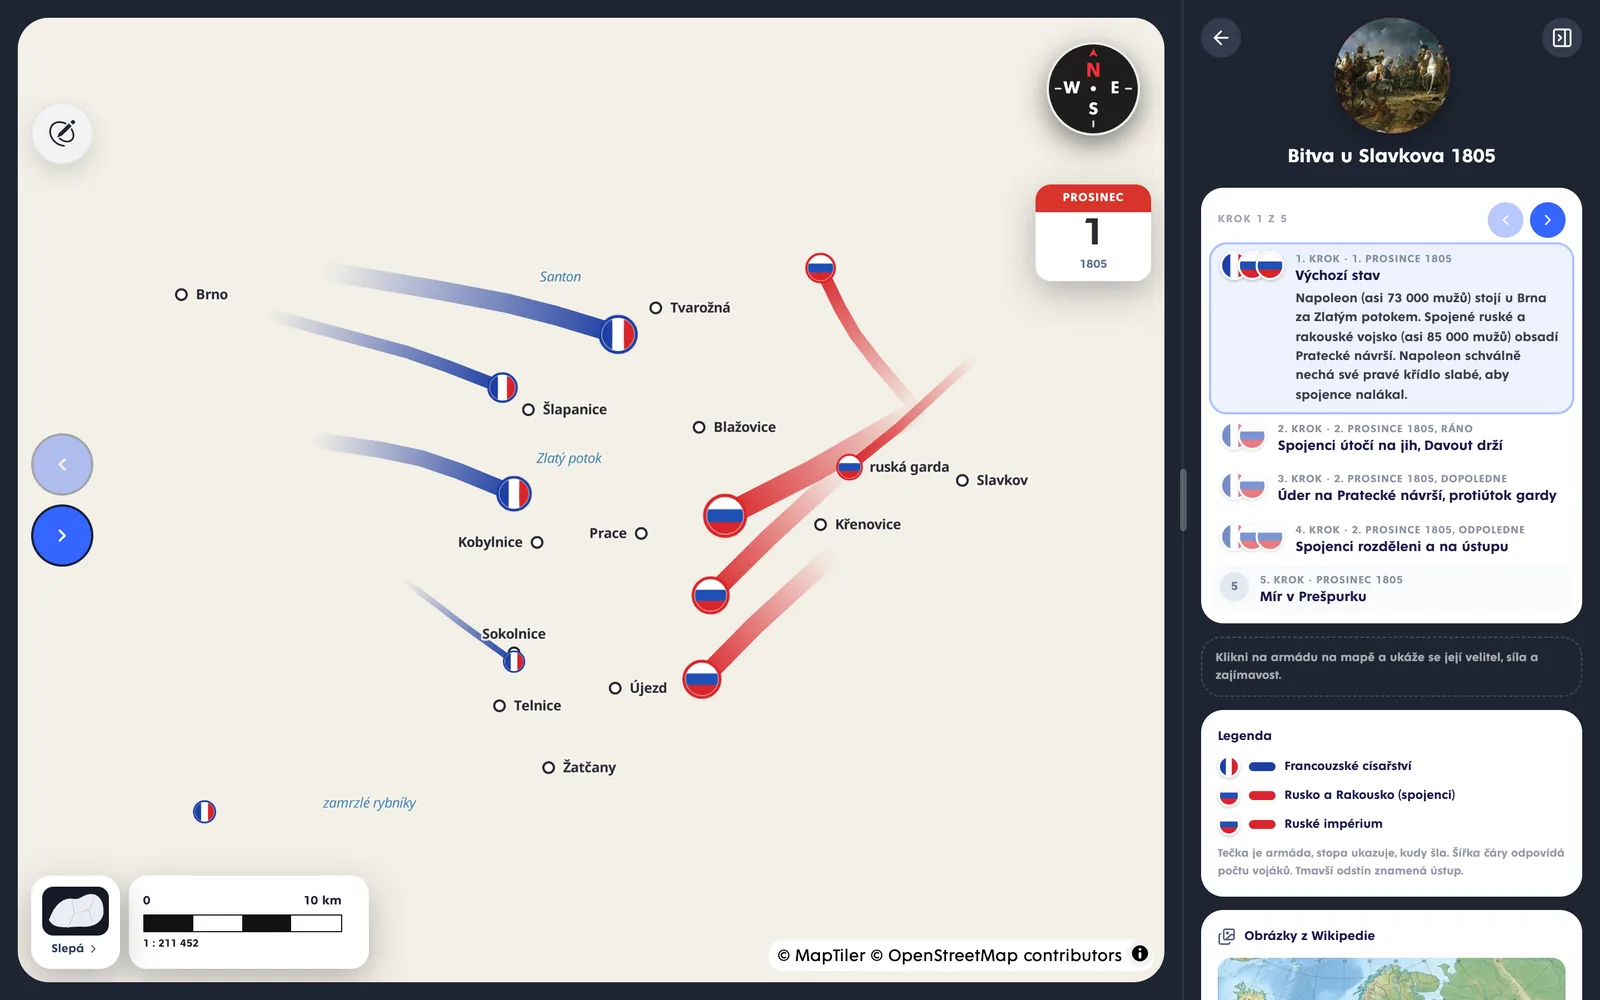 N
W
E
S
PROSINEC
1
1805
Santon
Brno
Tvarožná
Šlapanice
Blažovice
Zlatý potok
ruská garda
Slavkov
Křenovice
Prace
Kobylnice
Sokolnice
Újezd
Telnice
Žatčany
zamrzlé rybníky
Slepá
0
10 km
1 : 211 452
© MapTiler © OpenStreetMap contributors
Bitva u Slavkova 1805
KROK 1 Z 5
1. KROK · 1. PROSINCE 1805
Výchozí stav
Napoleon (asi 73 000 mužů) stojí u Brna
za Zlatým potokem. Spojené ruské a
rakouské vojsko (asi 85 000 mužů) obsadí
Pratecké návrší. Napoleon schválně
nechá své pravé křídlo slabé, aby
spojence nalákal.
2. KROK · 2. PROSINCE 1805, RÁNO
Spojenci útočí na jih, Davout drží
3. KROK · 2. PROSINCE 1805, DOPOLEDNE
Úder na Pratecké návrší, protiútok gardy
4. KROK · 2. PROSINCE 1805, ODPOLEDNE
Spojenci rozděleni a na ústupu
5
5. KROK · PROSINEC 1805
Mír v Prešpurku
Klikni na armádu na mapě a ukáže se její velitel, síla a
zajímavost.
Legenda
Francouzské císařství
Rusko a Rakousko (spojenci)
Ruské impérium
Tečka je armáda, stopa ukazuje, kudy šla. Šířka čáry odpovídá
počtu vojáků. Tmavší odstín znamená ústup.
Obrázky z Wikipedie